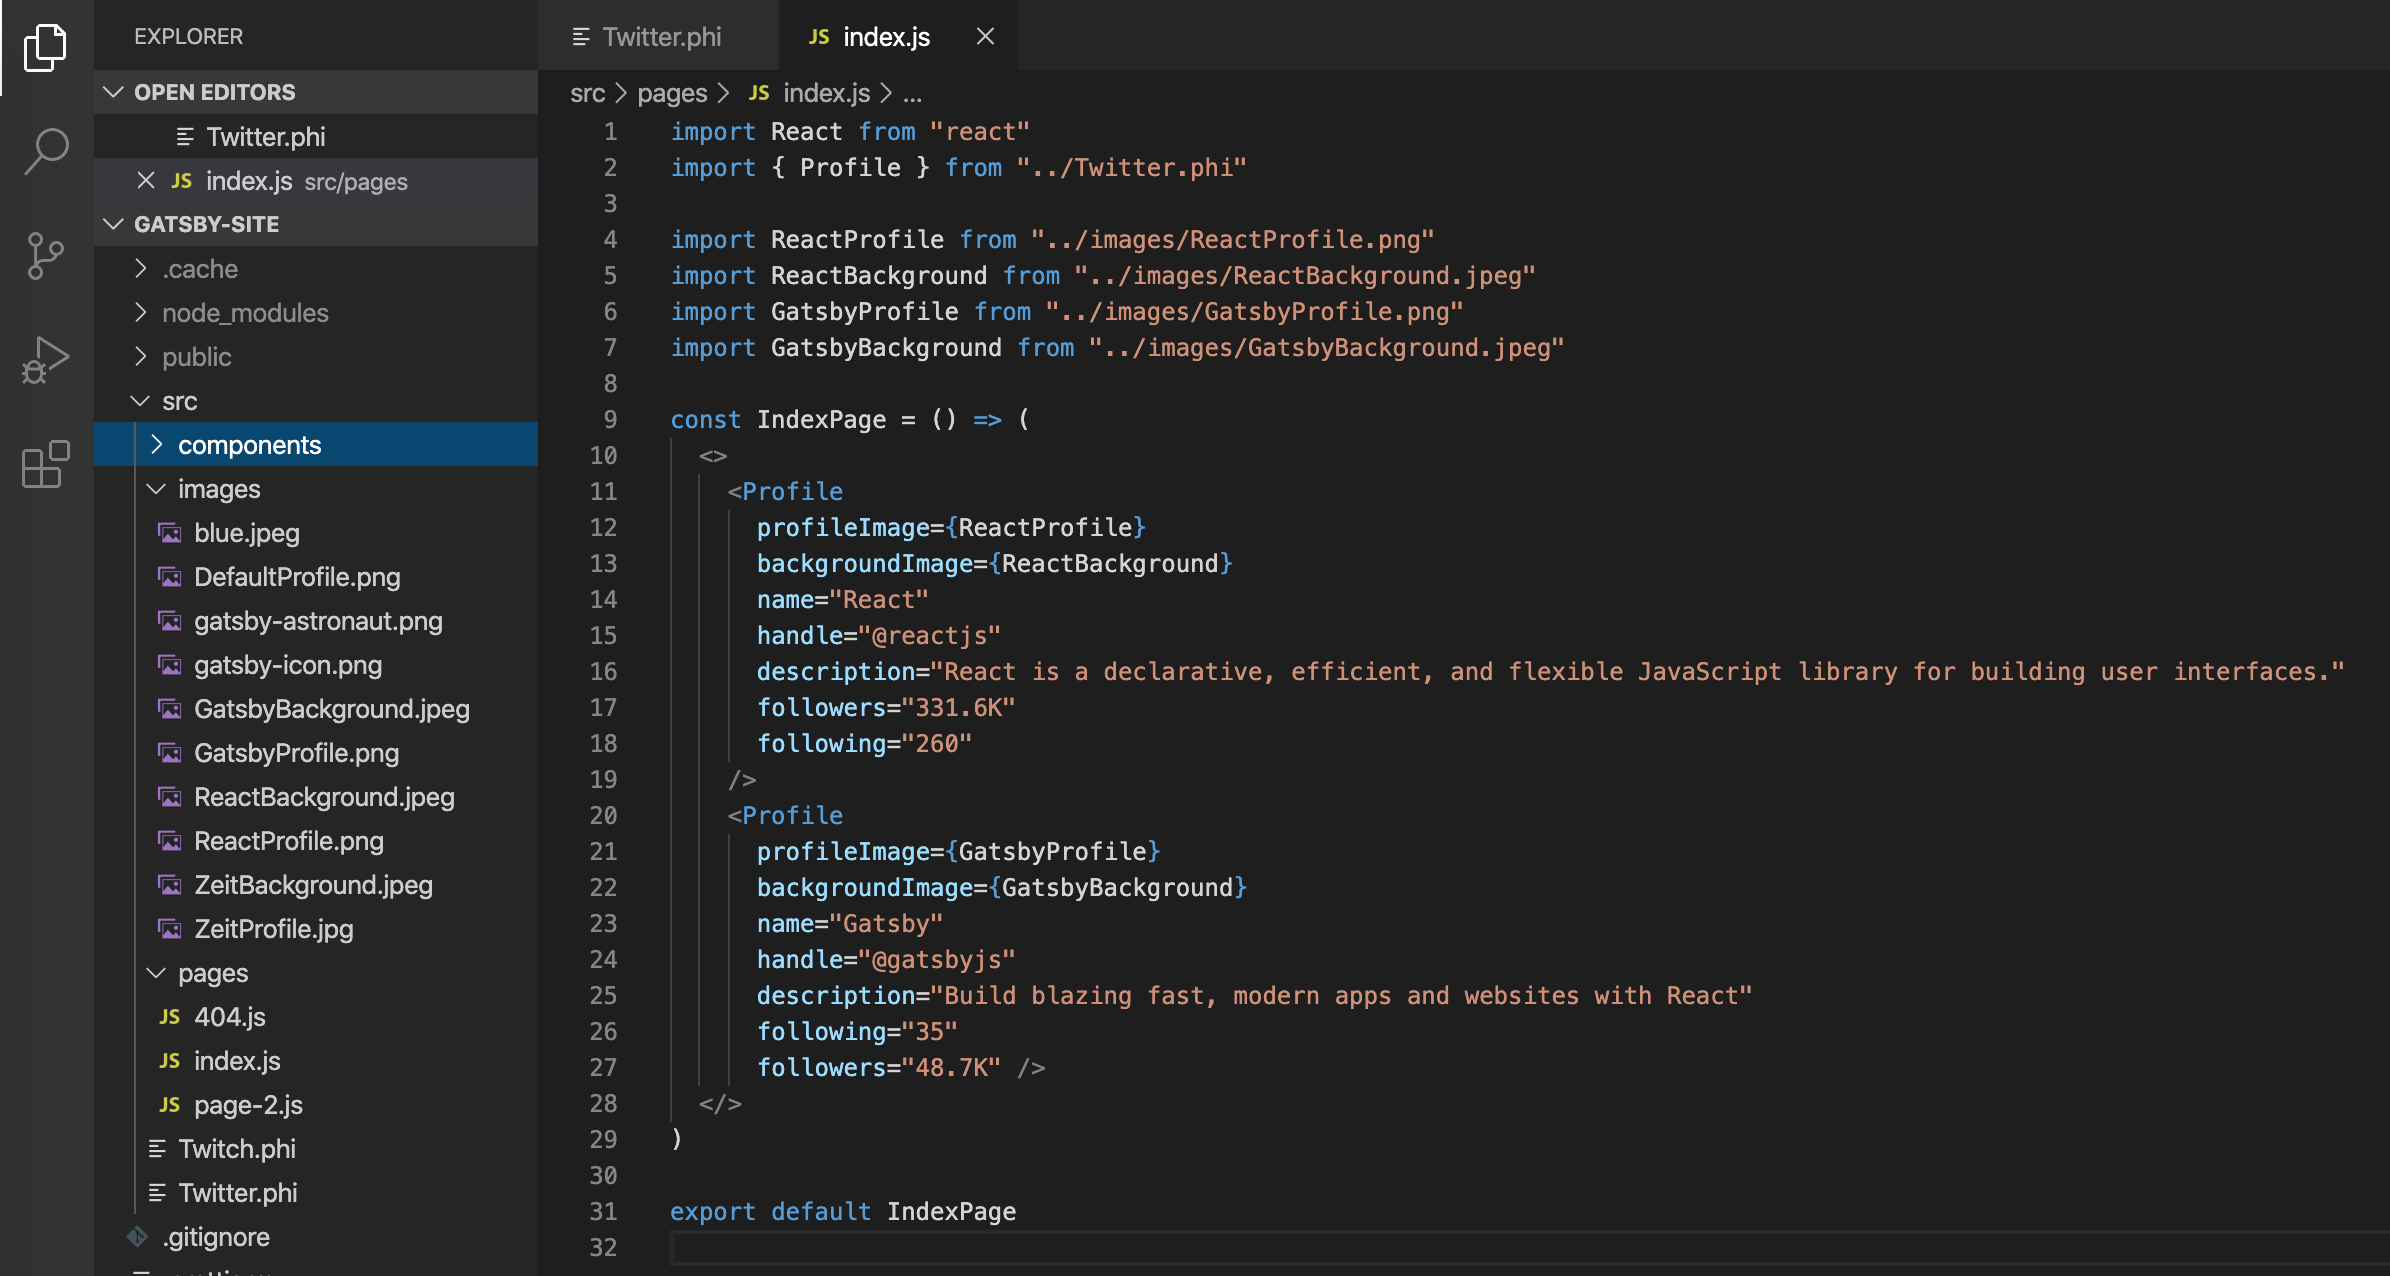 EXPLORER
OPEN EDITORS
Twitter.phi
JS index.js src/pages
GATSBY-SITE
.cache
node_modules
public
src
components
images
blue.jpeg
DefaultProfile.png
gatsby-astronaut.png
gatsby-icon.png
GatsbyBackground.jpeg
GatsbyProfile.png
ReactBackground.jpeg
ReactProfile.png
ZeitBackground.jpeg
ZeitProfile.jpg
pages
JS 404.js
JS index.js
JS page-2.js
Twitch.phi
Twitter.phi
.gitignore
Twitter.phi JS index.js
src > pages > JS index.js > ...
1 import React from "react"
2 import { Profile } from "../Twitter.phi"
3
4 import ReactProfile from "../images/ReactProfile.png"
5 import ReactBackground from "../images/ReactBackground.jpeg"
6 import GatsbyProfile from "../images/GatsbyProfile.png"
7 import GatsbyBackground from "../images/GatsbyBackground.jpeg"
8
9 const IndexPage = () => (
10 <>
11 <Profile
12 profileImage={ReactProfile}
13 backgroundImage={ReactBackground}
14 name="React"
15 handle="@reactjs"
16 description="React is a declarative, efficient, and flexible JavaScript library for building user interfaces."
17 followers="331.6K"
18 following="260"
19 />
20 <Profile
21 profileImage={GatsbyProfile}
22 backgroundImage={GatsbyBackground}
23 name="Gatsby"
24 handle="@gatsbyjs"
25 description="Build blazing fast, modern apps and websites with React"
26 following="35"
27 followers="48.7K" />
28 </>
29 )
30
31 export default IndexPage
32